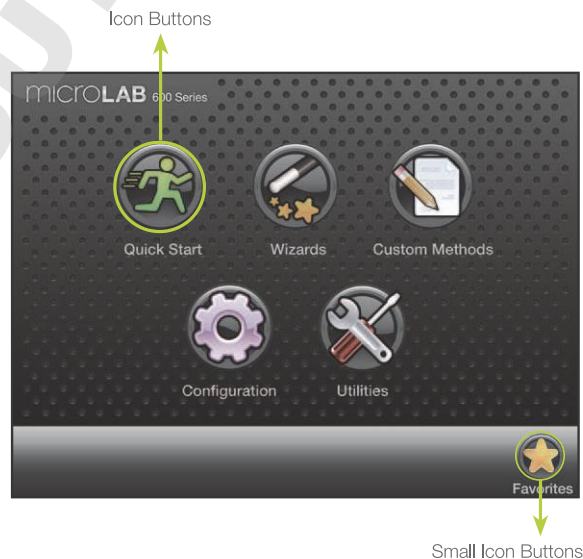 Icon Buttons
microLAB 600 Series
Quick Start Wizards Custom Methods
Configuration Utilities
Favorites
Small Icon Buttons